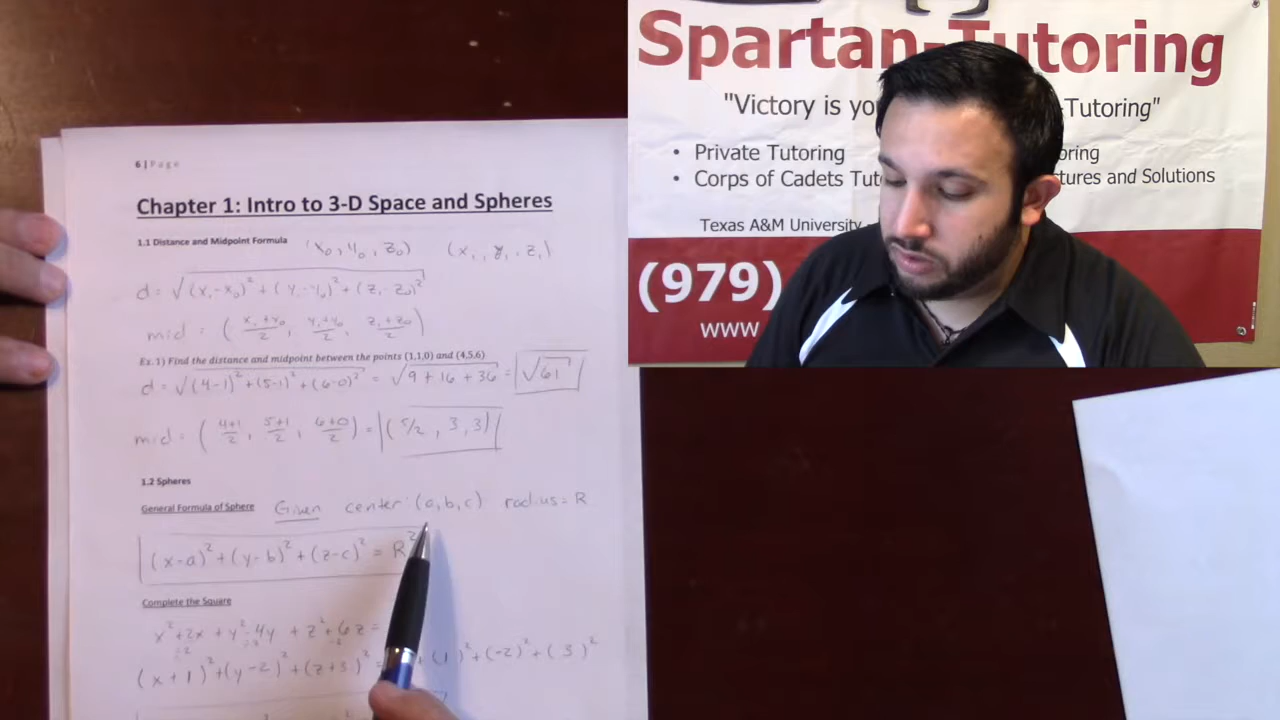 6 | Page
Chapter 1: Intro to 3-D Space and Spheres
1.1 Distance and Midpoint Formula (x₀, y₀, z₀) (x₁, y₁, z₁)
d = √(x₁-x₀)² + (y₁-y₀)² + (z₁-z₀)²
mid = (x₁+x₀/2, y₁+y₀/2, z₁+z₀/2)
Ex. 1) Find the distance and midpoint between the points (1,1,0) and (4,5,6)
d = √(4-1)² + (5-1)² + (6-0)² = √9 + 16 + 36 = √61
mid = (4+1/2, 5+1/2, 6+0/2) = (5/2, 3, 3)
1.2 Spheres
General Formula of Sphere Given center (a, b, c) radius = R
(x-a)² + (y-b)² + (z-c)² = R²
Complete the Square
x² + 2x + y² - 4y + z² + 6z =
(x + 1)² + (y - 2)² + (z + 3)² = + (1)² + (-2)² + (3)²
Spartan-Tutoring
"Victory is -Tutoring"
• Private Tutoring
• Corps of Cadets and Solutions
Texas A&M University
(979)
www